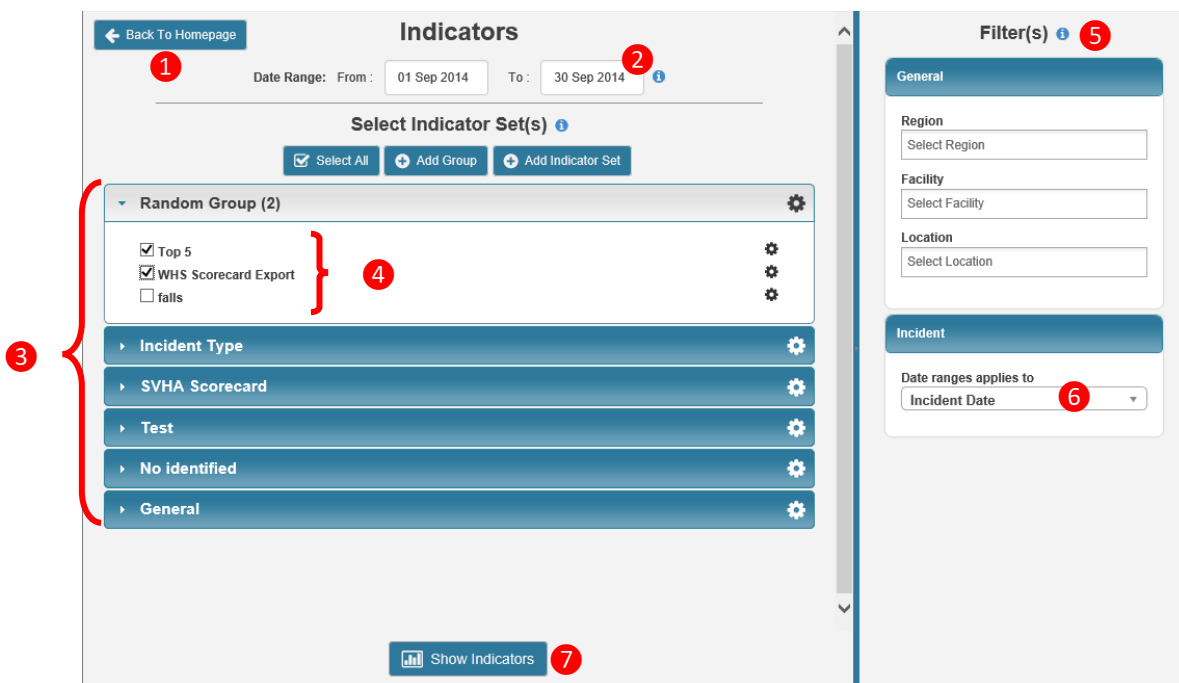 Back To Homepage
Indicators
1
2
Date Range: From : 01 Sep 2014 To : 30 Sep 2014
Select Indicator Set(s)
Select All Add Group Add Indicator Set
3
Random Group (2)
Top 5
WHS Scorecard Export
falls
4
Incident Type
SVHA Scorecard
Test
No identified
General
Show Indicators 7
Filter(s) 5
General
Region
Select Region
Facility
Select Facility
Location
Select Location
Incident
Date ranges applies to
Incident Date 6